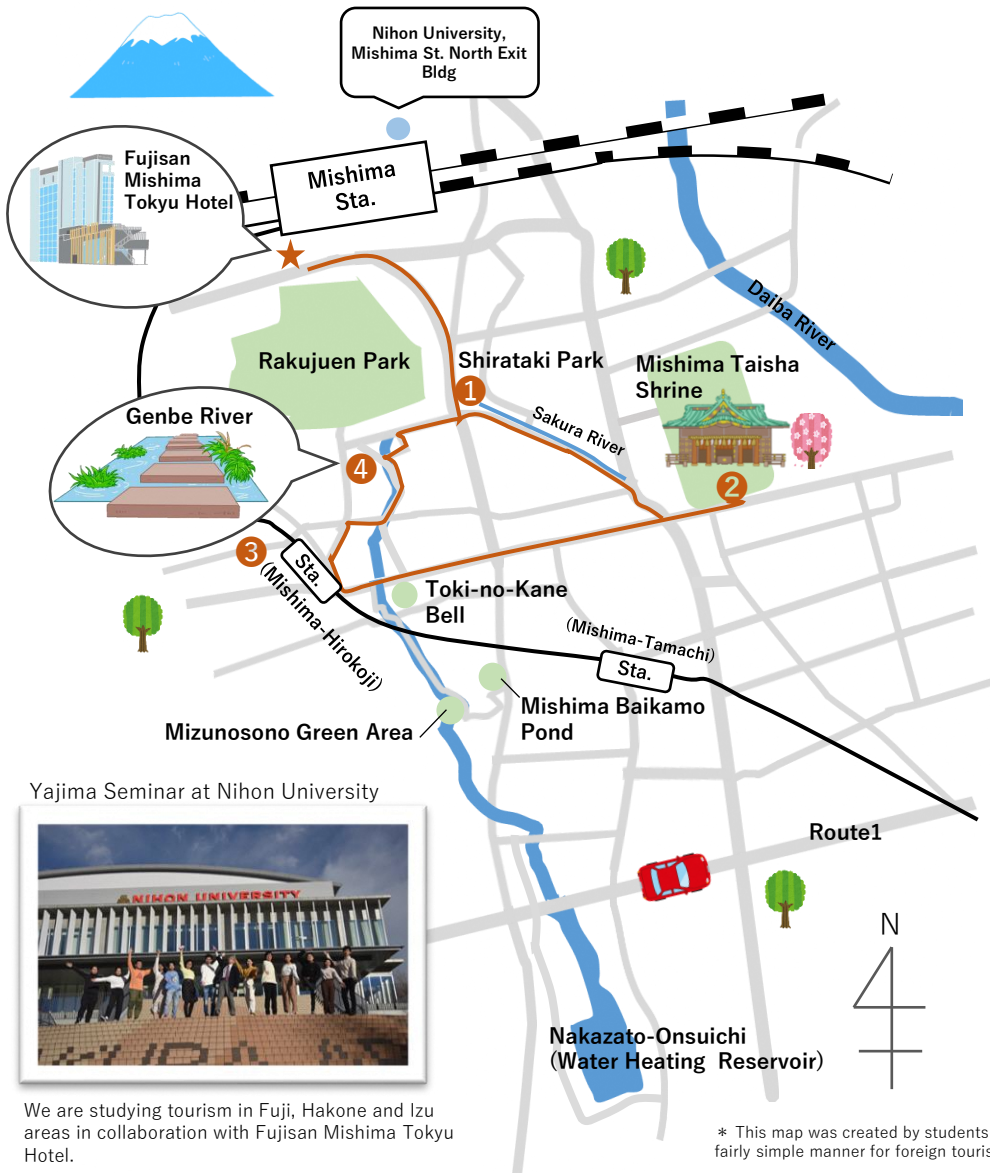 Nihon University,
Mishima St. North Exit
Bldg
Fujisan
Mishima
Tokyu Hotel
Mishima
Sta.
Daiba River
Rakujuen Park
Shirataki Park
Mishima Taisha
Shrine
1
Genbe River
Sakura River
4
2
3
Sta.
(Mishima-Hirokoji)
Toki-no-Kane
Bell
(Mishima-Tamachi)
Sta.
Mishima Baikamo
Pond
Mizunosono Green Area
Yajima Seminar at Nihon University
NIHON UNIVERSITY
Route1
N
Nakazato-Onsuichi
(Water Heating Reservoir)
We are studying tourism in Fuji, Hakone and Izu
areas in collaboration with Fujisan Mishima Tokyu
Hotel.
* This map was created by students
fairly simple manner for foreign touris